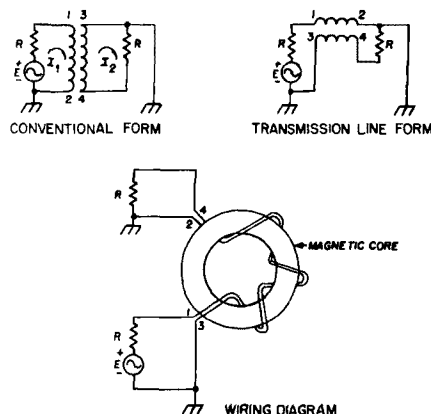 1 3
R I1 I2 R
+
E
-
2 4
CONVENTIONAL FORM
1 2
3 4
R R
+
E
-
TRANSMISSION LINE FORM
R
4
2
MAGNETIC CORE
1
3
R
+
E
-
WIRING DIAGRAM